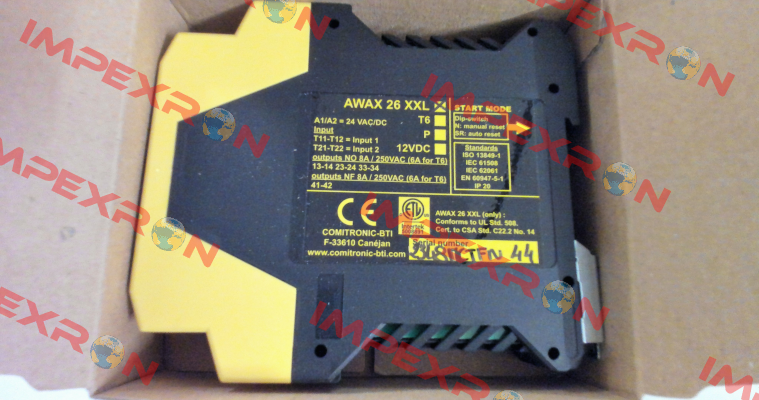 AWAX 26 XXL
T6
A1/A2 = 24 VAC/DC
P
Input
T11-T12 = Input 1
T21-T22 = Input 2
12VDC
outputs NO 8A / 250VAC (6A for T6)
13-14 23-24 33-34
outputs NF 8A / 250VAC (6A for T6)
41-42
START MODE
Dip-switch
N: manual reset
SR: auto reset
Standards
ISO 13849-1
IEC 61508
IEC 62061
EN 60947-5-1
IP 20
CE
ETL
COMITRONIC-BTI
F-33610 Canéjan
www.comitronic-bti.com
AWAX 26 XXL (only) :
Conforms to UL Std. 508.
Cert. to CSA Std. C22.2 No. 14
Serial number
44
IMPEXRON
IMPEXRON
IMPEXRON
IMPEXRON
IMPEXRON
IMPEXRON
IMPEXRON